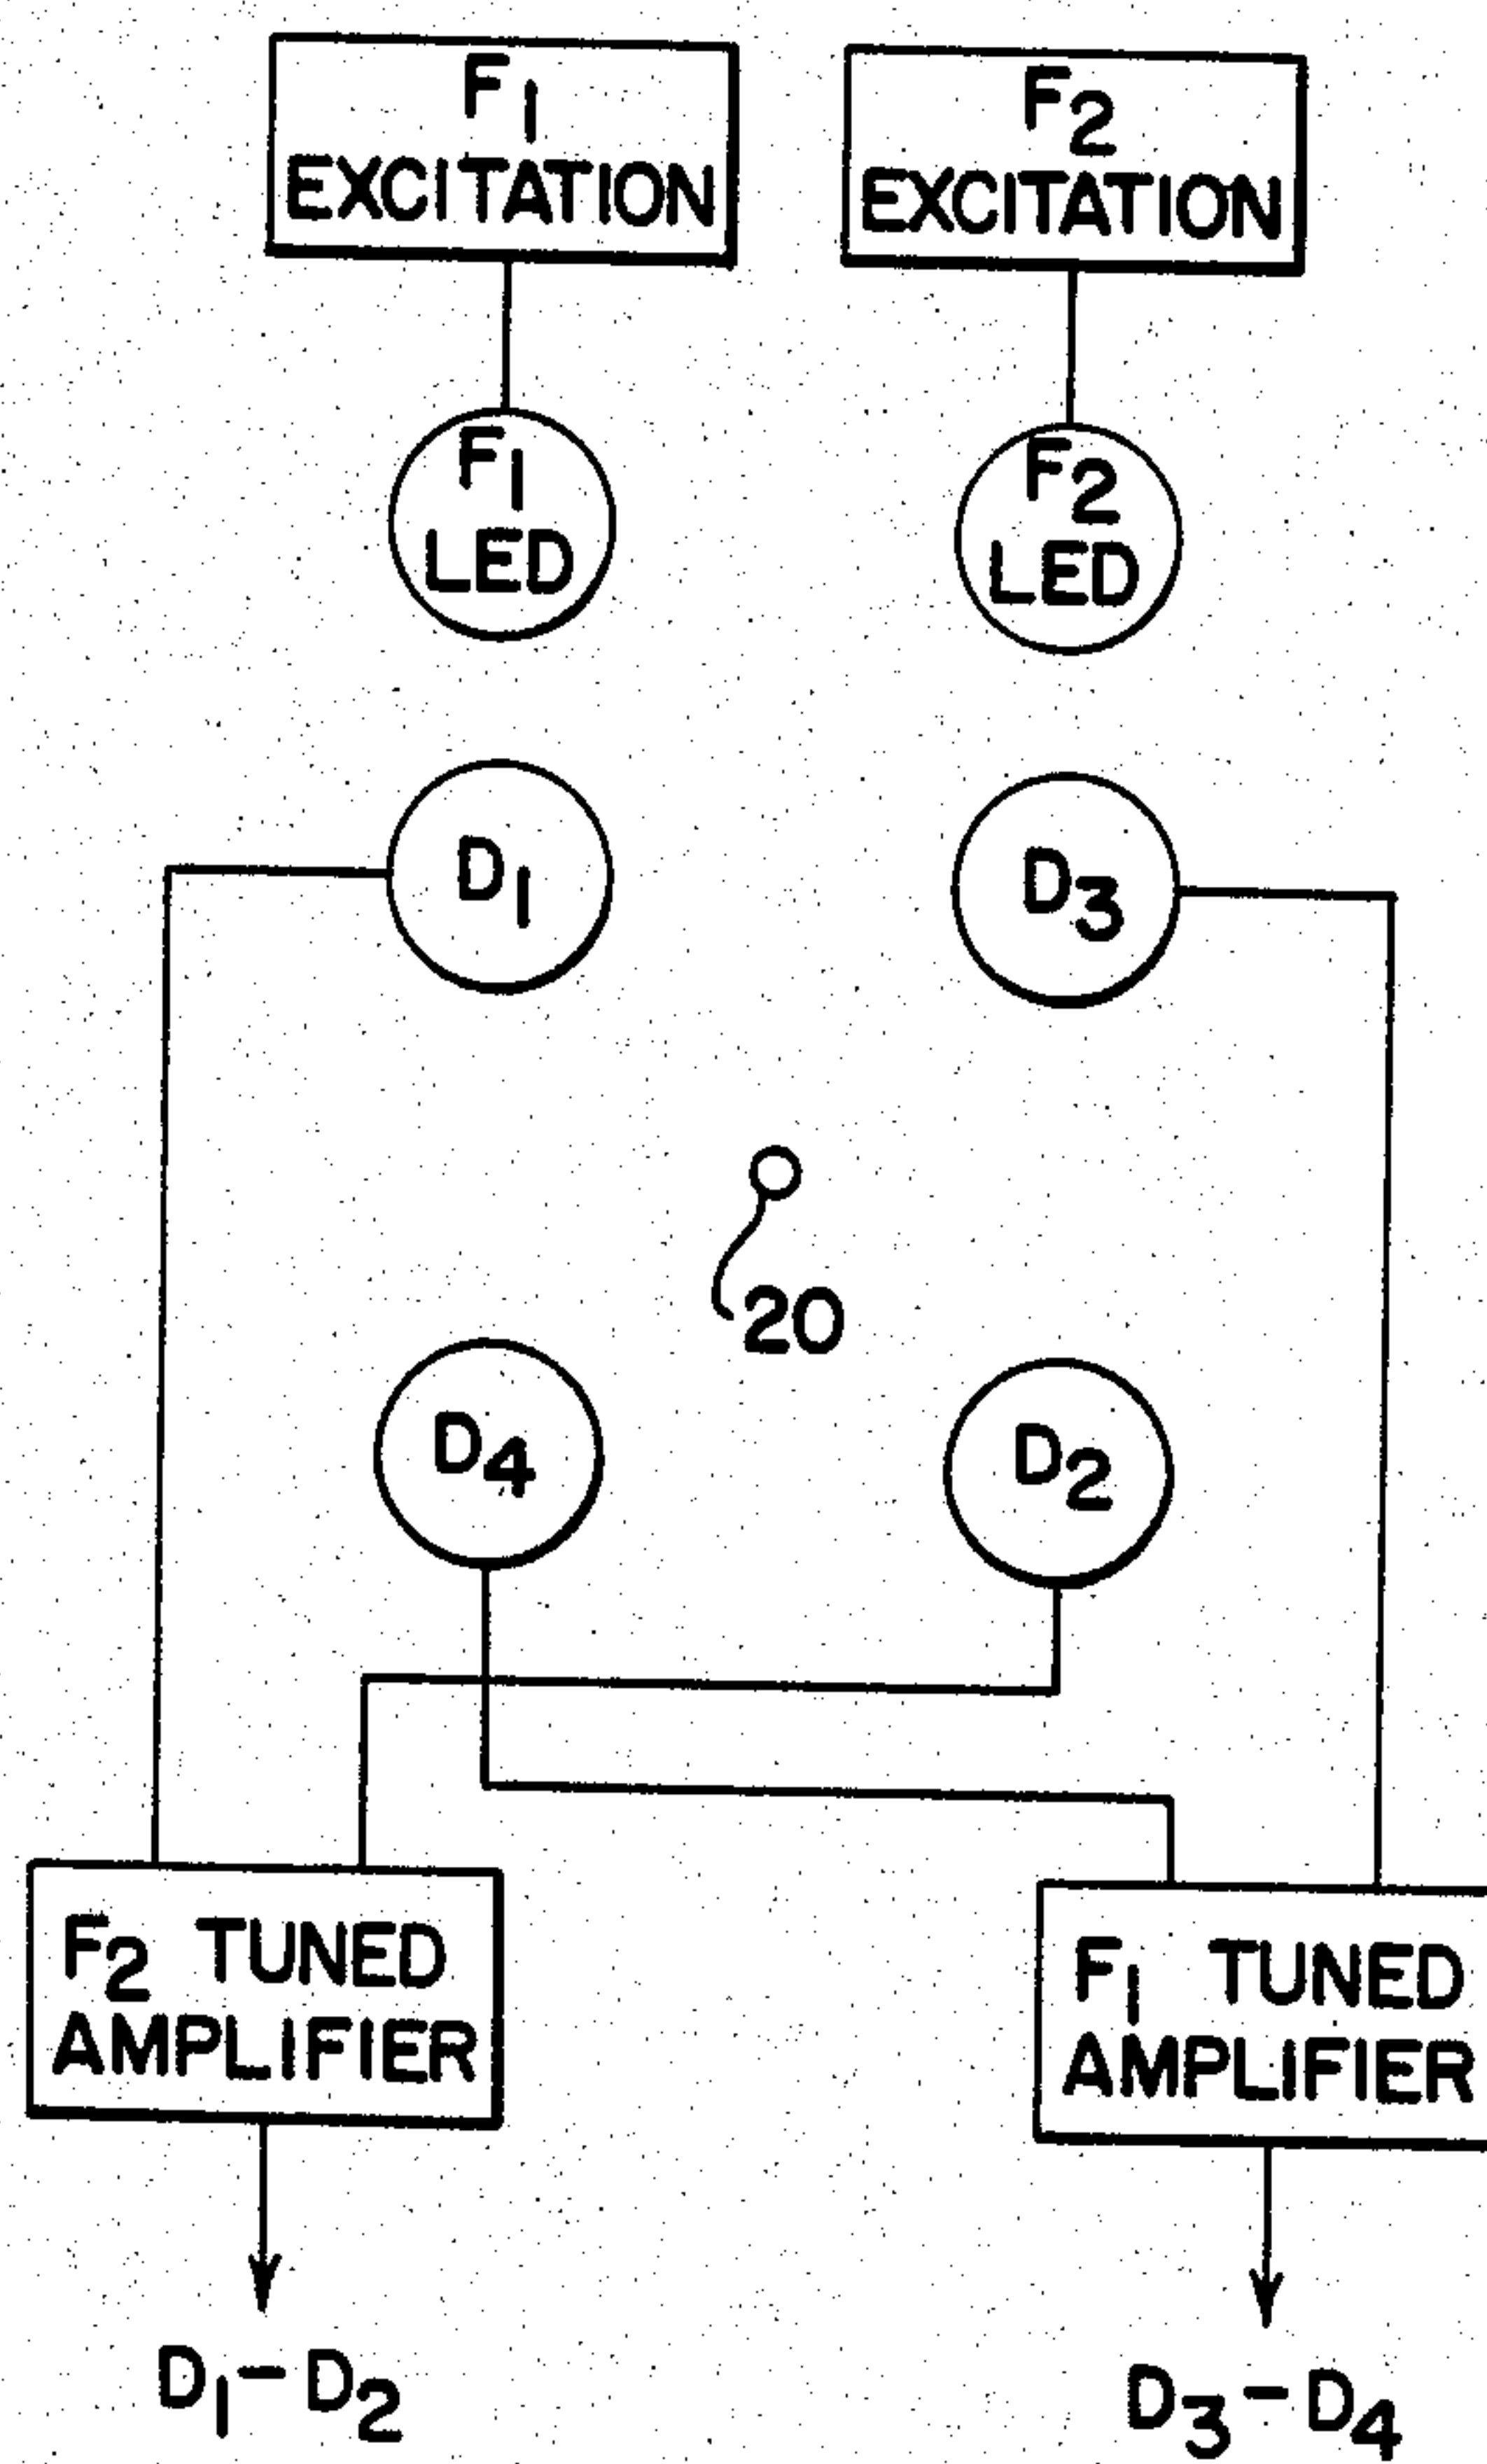 F1
EXCITATION
F2
EXCITATION
F1
LED
F2
LED
D1
D3
20
D4
D2
F2 TUNED
AMPLIFIER
F1 TUNED
AMPLIFIER
D1-D2
D3-D4